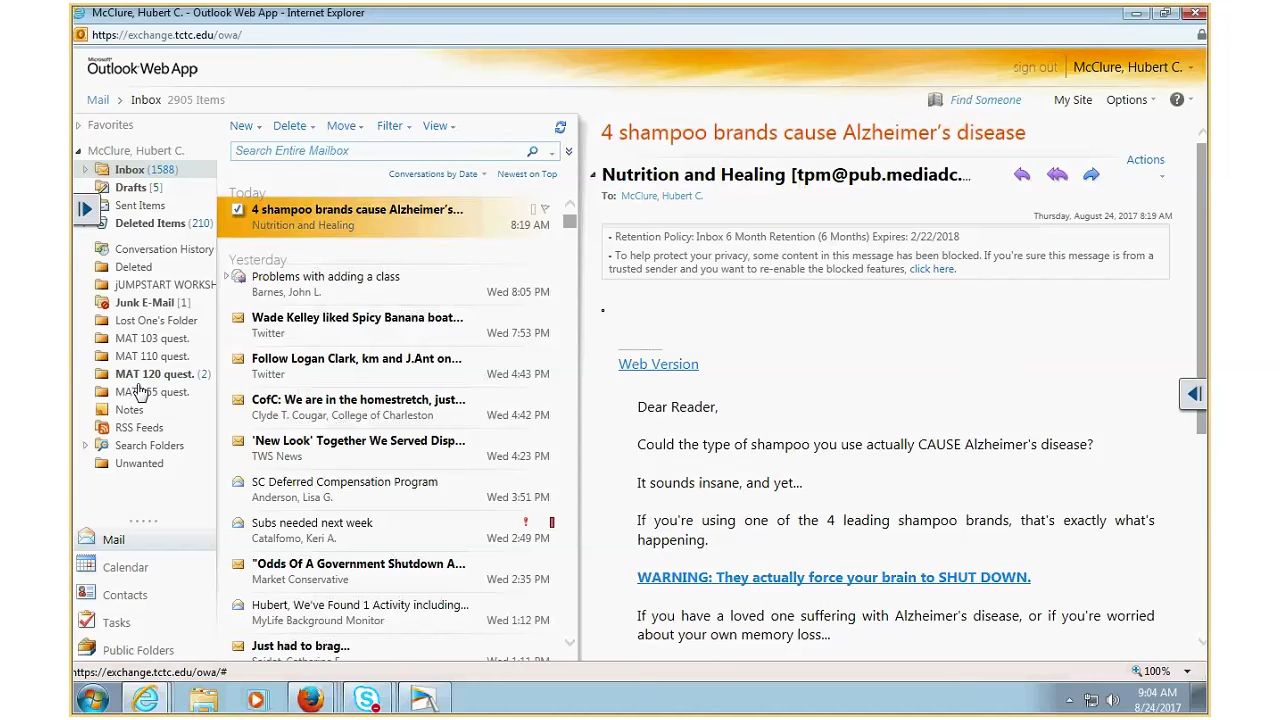 McClure, Hubert C. - Outlook Web App - Internet Explorer
https://exchange.tctc.edu/owa/
Microsoft
Outlook Web App
sign out
McClure, Hubert C.
Mail > Inbox 2905 Items
Find Someone
My Site
Options
Favorites
McClure, Hubert C.
Inbox (1588)
Drafts [5]
Sent Items
Deleted Items (210)
Conversation History
Deleted
jUMPSTART WORKSH
Junk E-Mail [1]
Lost One's Folder
MAT 103 quest.
MAT 110 quest.
MAT 120 quest. (2)
quest.
Notes
RSS Feeds
Search Folders
Unwanted
Mail
Calendar
Contacts
Tasks
Public Folders
New
Delete
Move
Filter
View
Search Entire Mailbox
Conversations by Date
Newest on Top
Today
4 shampoo brands cause Alzheimer's...
Nutrition and Healing
8:19 AM
Yesterday
Problems with adding a class
Barnes, John L.
Wed 8:05 PM
Wade Kelley liked Spicy Banana boat...
Twitter
Wed 7:53 PM
Follow Logan Clark, km and J.Ant on...
Twitter
Wed 4:43 PM
CofC: We are in the homestretch, just...
Clyde T. Cougar, College of Charleston
Wed 4:42 PM
'New Look' Together We Served Disp...
TWS News
Wed 4:23 PM
SC Deferred Compensation Program
Anderson, Lisa G.
Wed 3:51 PM
Subs needed next week
Catalfomo, Keri A.
Wed 2:49 PM
"Odds Of A Government Shutdown A...
Market Conservative
Wed 2:35 PM
Hubert, We've Found 1 Activity including...
MyLife Background Monitor
Wed 1:12 PM
Just had to brag...
4 shampoo brands cause Alzheimer's disease
Nutrition and Healing [tpm@pub.mediadc....
Actions
To: McClure, Hubert C.
Thursday, August 24, 2017 8:19 AM
• Retention Policy: Inbox 6 Month Retention (6 Months) Expires: 2/22/2018
• To help protect your privacy, some content in this message has been blocked. If you're sure this message is from a
trusted sender and you want to re-enable the blocked features, click here.
Web Version
Dear Reader,
Could the type of shampoo you use actually CAUSE Alzheimer's disease?
It sounds insane, and yet...
If you're using one of the 4 leading shampoo brands, that's exactly what's
happening.
WARNING: They actually force your brain to SHUT DOWN.
If you have a loved one suffering with Alzheimer's disease, or if you're worried
about your own memory loss...
https://exchange.tctc.edu/owa/#
100%
9:04 AM
8/24/2017